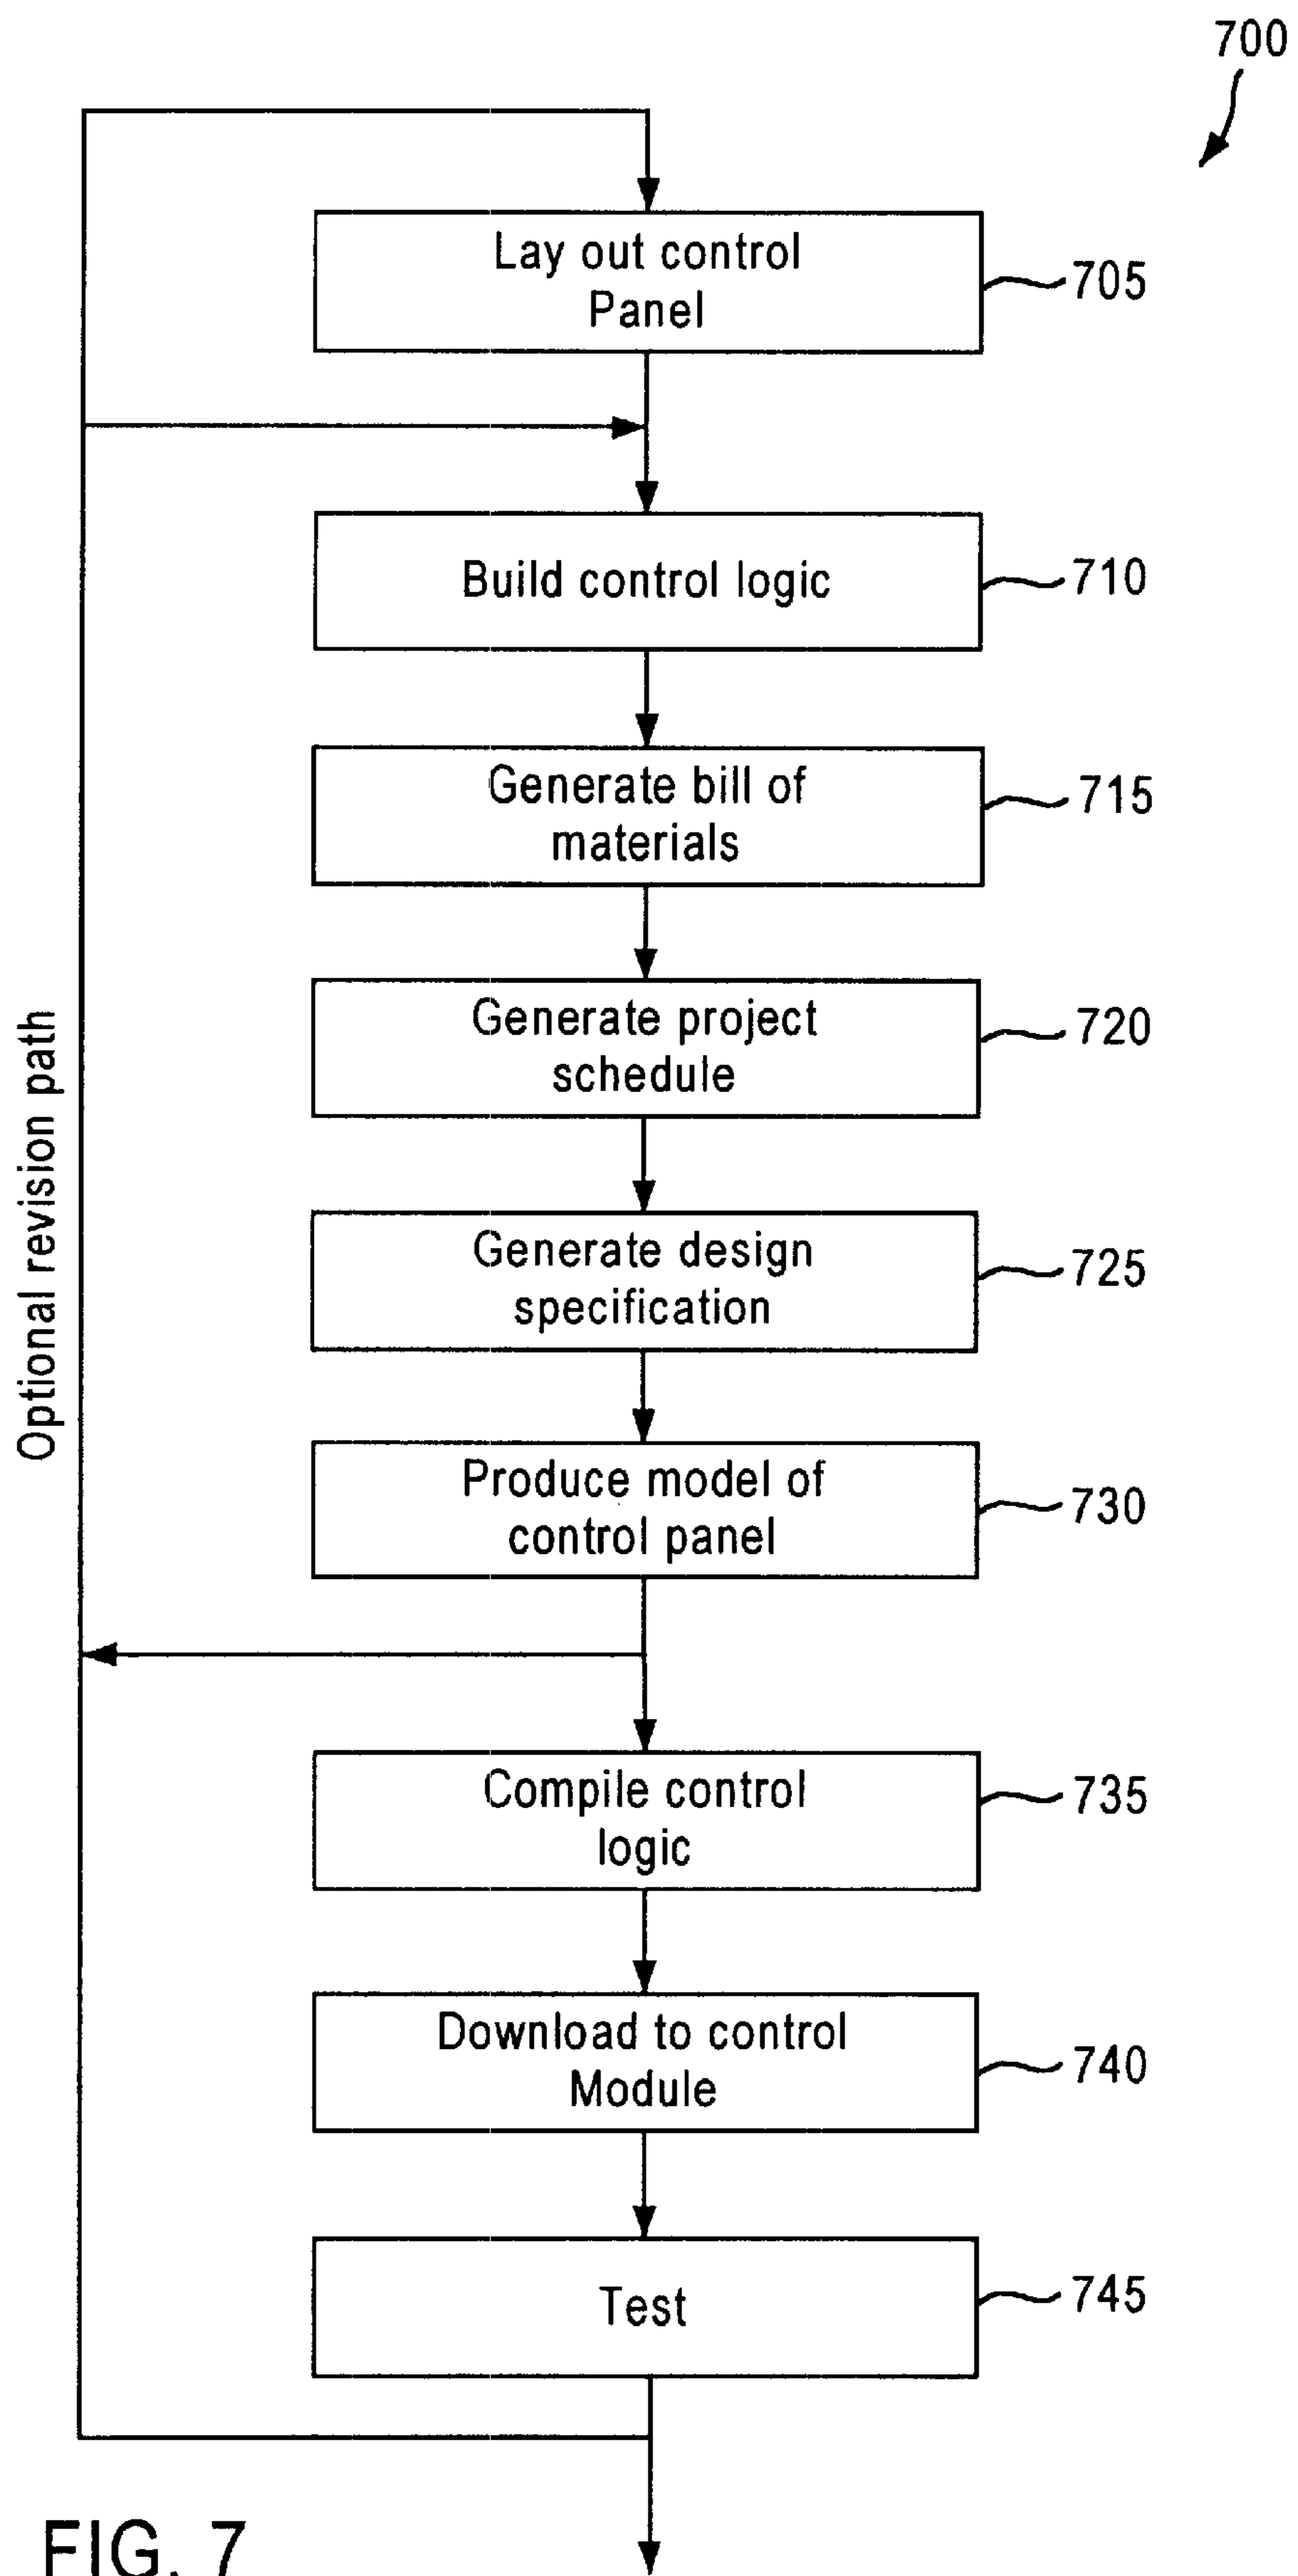 700
Lay out control
Panel
705
Build control logic
710
Generate bill of
materials
715
Generate project
schedule
720
Optional revision path
Generate design
specification
725
Produce model of
control panel
730
Compile control
logic
735
Download to control
Module
740
Test
745
FIG. 7